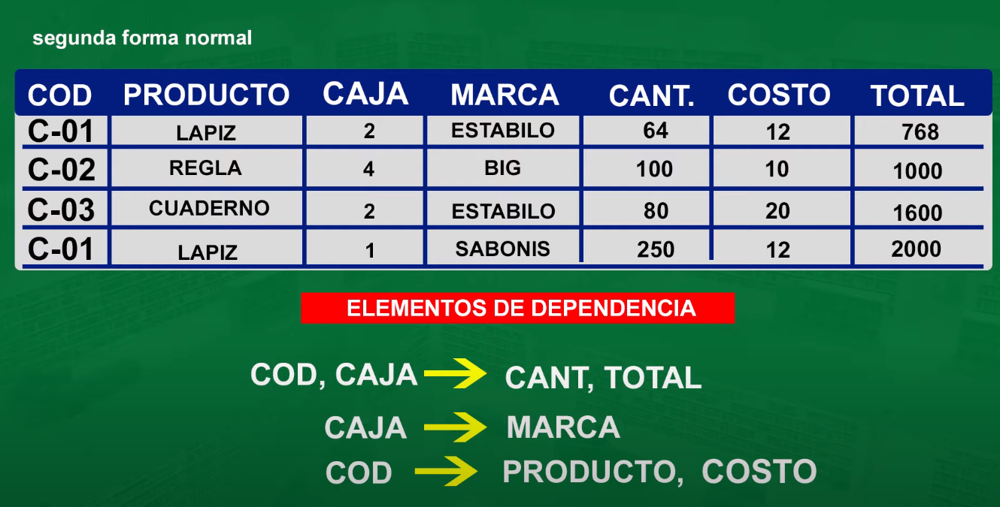 segunda forma normal
COD PRODUCTO CAJA MARCA CANT. COSTO TOTAL
C-01 LAPIZ 2 ESTABILO 64 12 768
C-02 REGLA 4 BIG 100 10 1000
C-03 CUADERNO 2 ESTABILO 80 20 1600
C-01 LAPIZ 1 SABONIS 250 12 2000
ELEMENTOS DE DEPENDENCIA
COD, CAJA → CANT, TOTAL
CAJA → MARCA
COD → PRODUCTO, COSTO